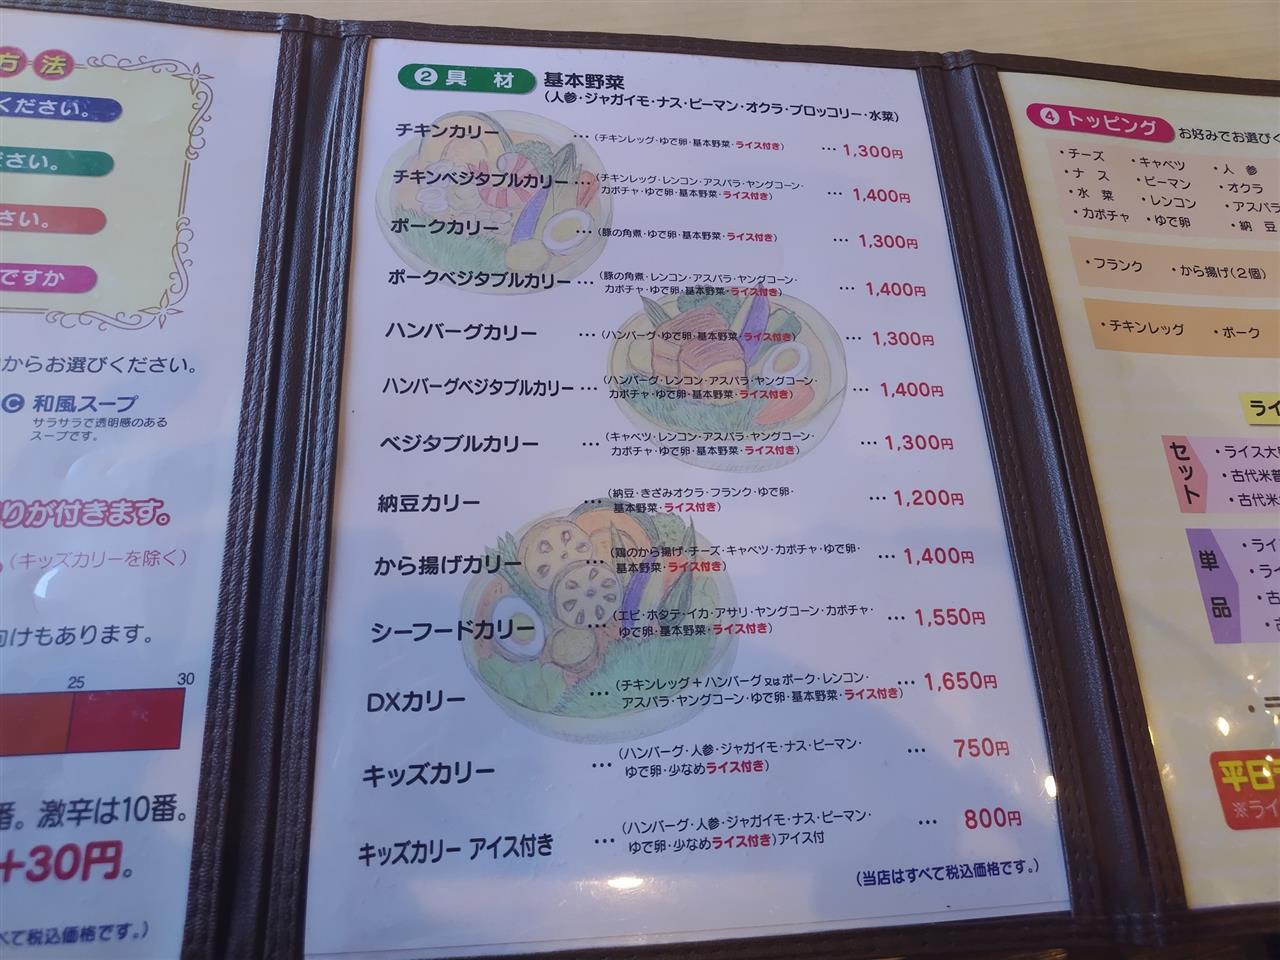 方法
ください。
ださい。
さい。
ですか
からお選びください。
C 和風スープ
サラサラで透明感のある
スープです。
りが付きます。
(キッズカリーを除く)
向けもあります。
25 30
番。激辛は10番。
+30円。
べて税込価格です。)
② 具材 基本野菜
(人参・ジャガイモ・ナス・ピーマン・オクラ・ブロッコリー・水菜)
チキンカリー …(チキンレッグ・ゆで卵・基本野菜・ライス付き) … 1,300円
チキンベジタブルカリー …(チキンレッグ・レンコン・アスパラ・ヤングコーン・
カボチャ・ゆで卵・基本野菜・ライス付き) … 1,400円
ポークカリー …(豚の角煮・ゆで卵・基本野菜・ライス付き) … 1,300円
ポークベジタブルカリー …(豚の角煮・レンコン・アスパラ・ヤングコーン・
カボチャ・ゆで卵・基本野菜・ライス付き) … 1,400円
ハンバーグカリー …(ハンバーグ・ゆで卵・基本野菜・ライス付き) … 1,300円
ハンバーグベジタブルカリー …(ハンバーグ・レンコン・アスパラ・ヤングコーン・
カボチャ・ゆで卵・基本野菜・ライス付き) … 1,400円
ベジタブルカリー …(キャベツ・レンコン・アスパラ・ヤングコーン・
カボチャ・ゆで卵・基本野菜・ライス付き) … 1,300円
納豆カリー …(納豆・きざみオクラ・フランク・ゆで卵・
基本野菜・ライス付き) … 1,200円
から揚げカリー …(鶏のから揚げ・チーズ・キャベツ・カボチャ・ゆで卵・
基本野菜・ライス付き) … 1,400円
シーフードカリー …(エビ・ホタテ・イカ・アサリ・ヤングコーン・カボチャ・
ゆで卵・基本野菜・ライス付き) … 1,550円
DXカリー …(チキンレッグ+ハンバーグ又はポーク・レンコン・
アスパラ・ヤングコーン・ゆで卵・基本野菜・ライス付き) … 1,650円
キッズカリー …(ハンバーグ・人参・ジャガイモ・ナス・ピーマン・
ゆで卵・少なめライス付き) … 750円
キッズカリー アイス付き …(ハンバーグ・人参・ジャガイモ・ナス・ピーマン・
ゆで卵・少なめライス付き)アイス付 … 800円
(当店はすべて税込価格です。)
④ トッピング お好みでお選びく
・チーズ ・キャベツ ・人参
・ナス ・ピーマン ・オクラ
・水菜 ・レンコン ・アスパラ
・カボチャ ・ゆで卵 ・納豆
・フランク ・から揚げ(2個)
・チキンレッグ ・ポーク
ライ
セット
・ライス大
・古代米普
・古代米
単品
・ライ
・ライ
・古
・古
平日
※ライ